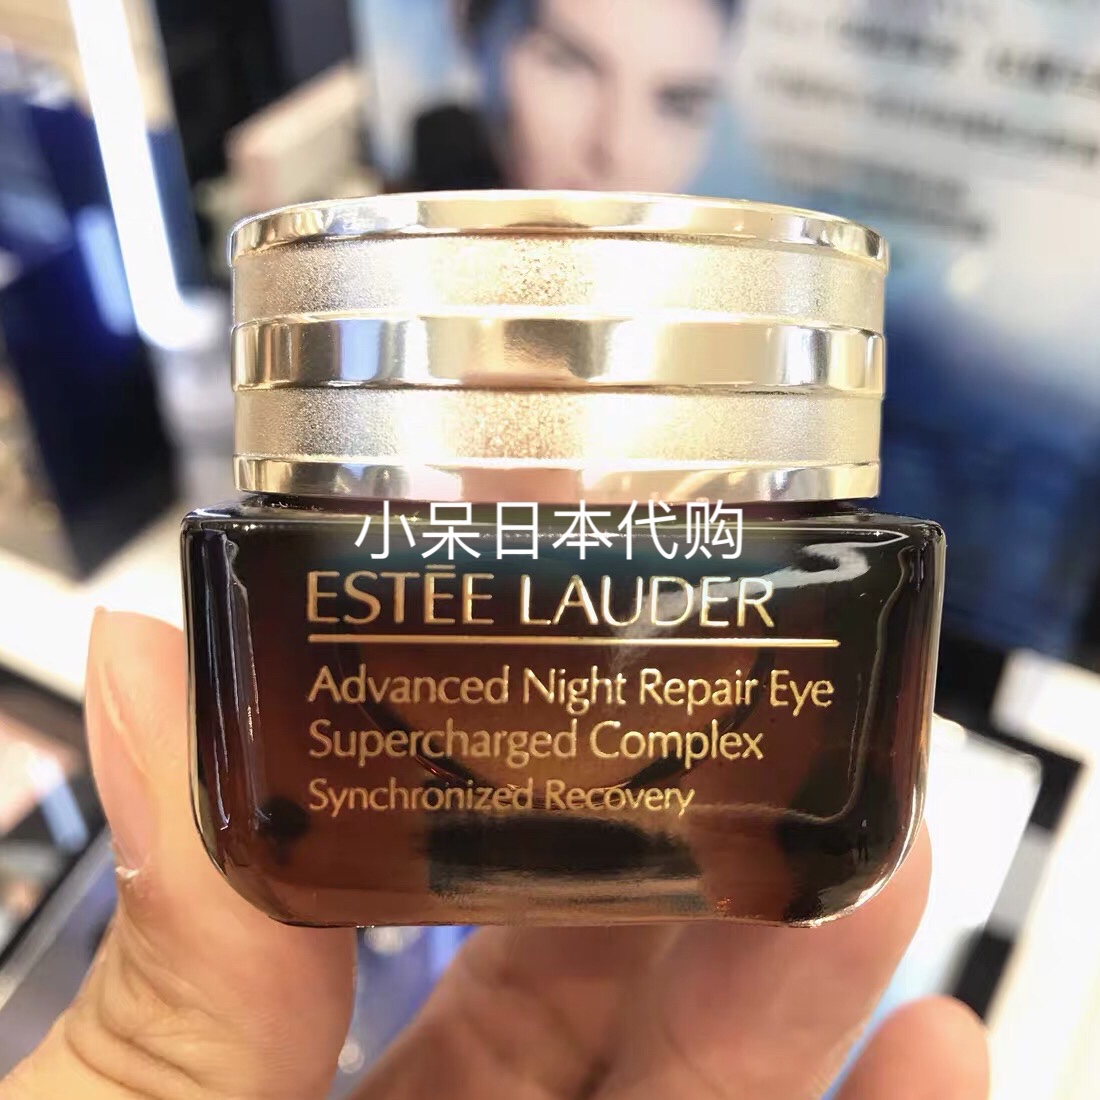 小呆日本代购
ESTĒE LAUDER
Advanced Night Repair Eye
Supercharged Complex
Synchronized Recovery